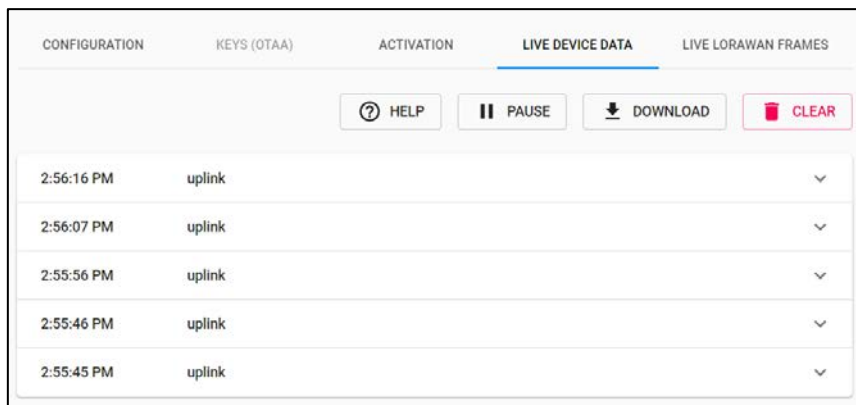 CONFIGURATION KEYS (OTAA) ACTIVATION LIVE DEVICE DATA LIVE LORAWAN FRAMES
HELP PAUSE DOWNLOAD CLEAR
2:56:16 PM uplink
2:56:07 PM uplink
2:55:56 PM uplink
2:55:46 PM uplink
2:55:45 PM uplink